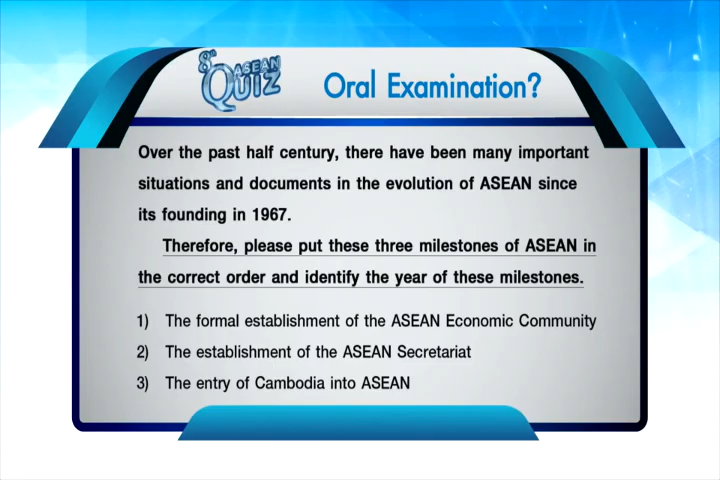 8th ASEAN
QUIZ
Oral Examination?
Over the past half century, there have been many important
situations and documents in the evolution of ASEAN since
its founding in 1967.
Therefore, please put these three milestones of ASEAN in
the correct order and identify the year of these milestones.
1) The formal establishment of the ASEAN Economic Community
2) The establishment of the ASEAN Secretariat
3) The entry of Cambodia into ASEAN